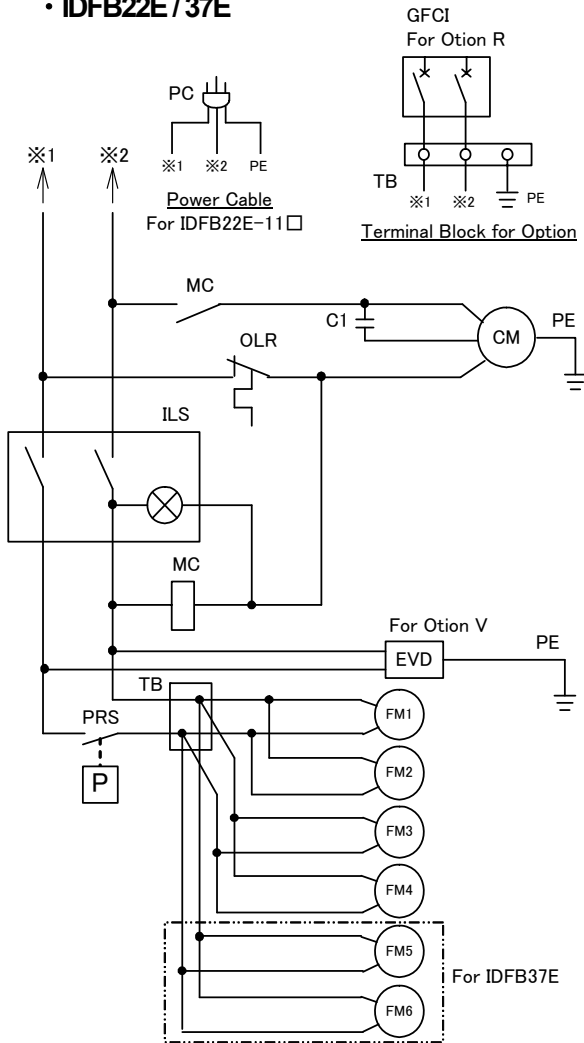 ・IDFB22E / 37E
GFCI
For Otion R
PC
※1 ※2
※1 ※2 PE
Power Cable
For IDFB22E-11□
TB
※1 ※2 PE
Terminal Block for Option
MC
C1
CM
PE
OLR
ILS
MC
For Otion V
EVD
PE
TB
PRS
P
FM1
FM2
FM3
FM4
FM5
For IDFB37E
FM6